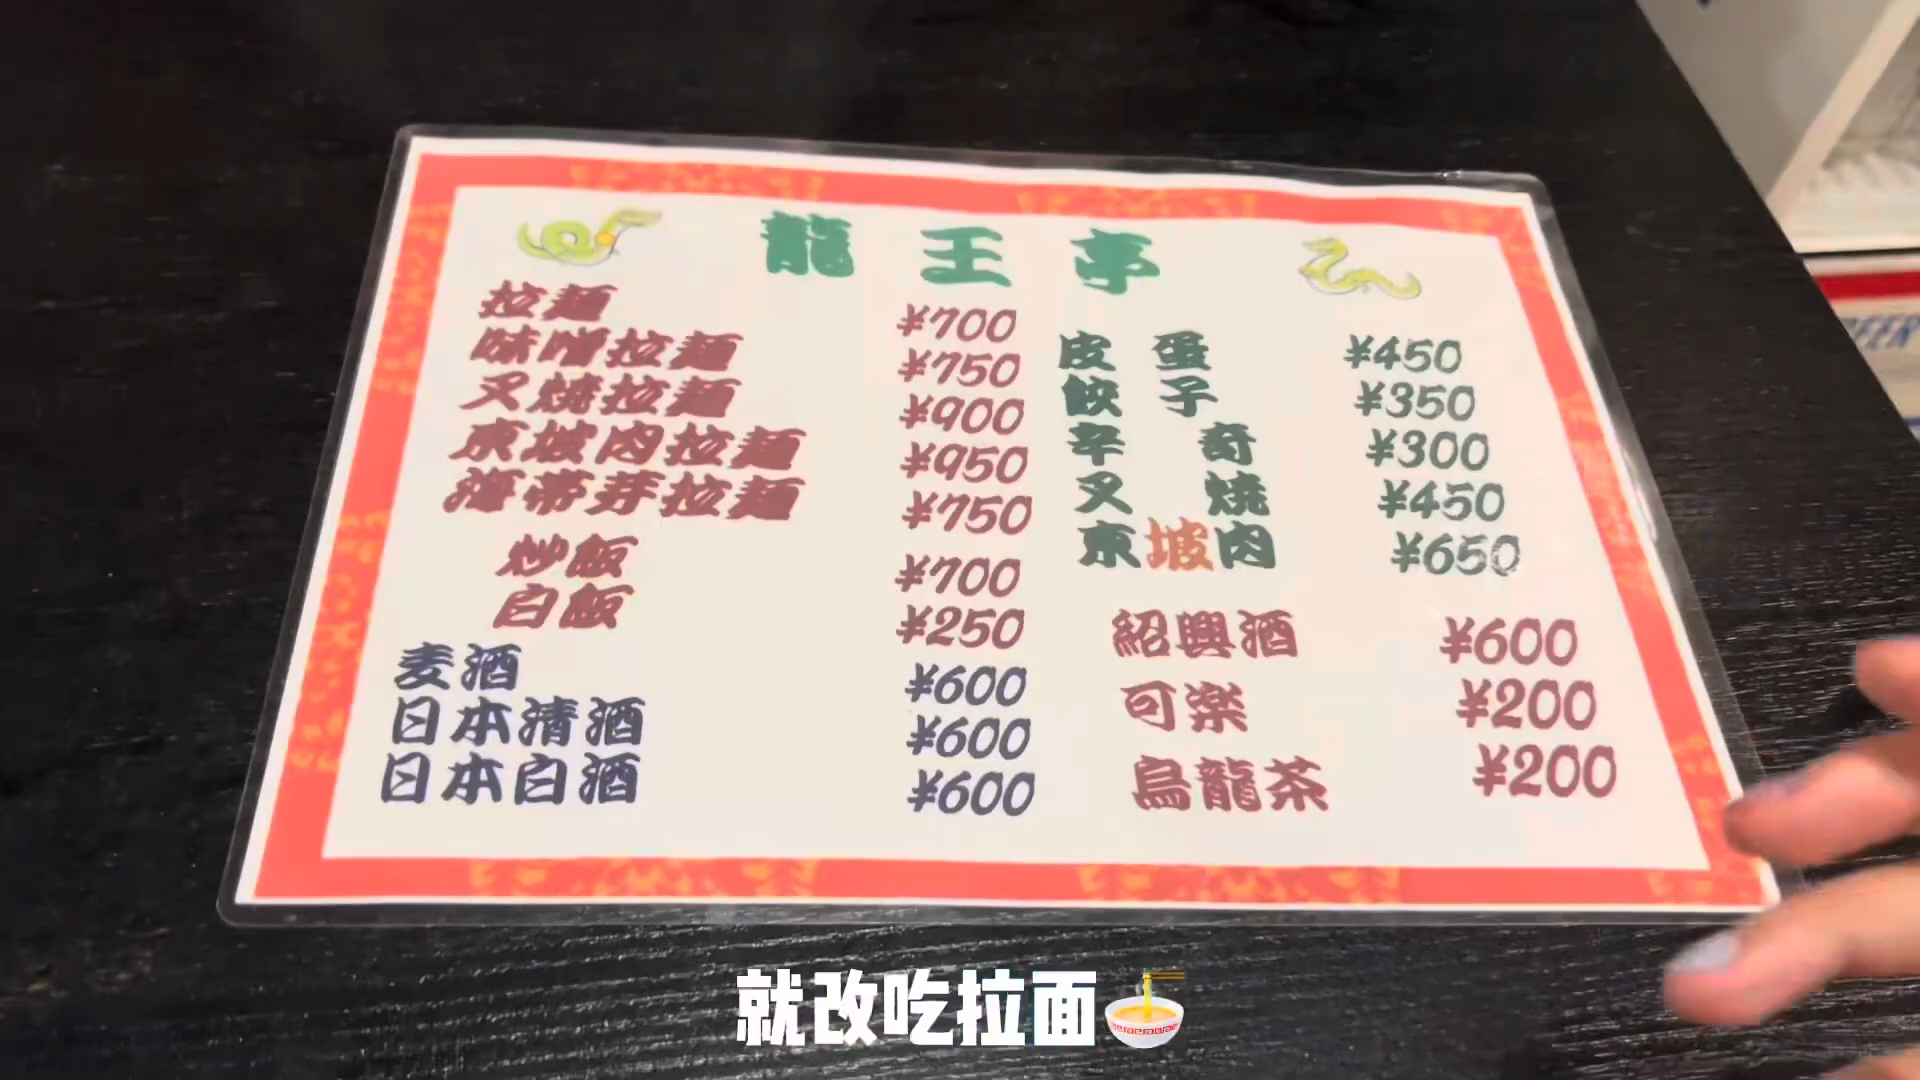 龍王亭
拉麺 ¥700
味噌拉麺 ¥750
叉焼拉麺 ¥900
東坡肉拉麺 ¥950
海帯芽拉麺 ¥750
炒飯 ¥700
白飯 ¥250
麦酒 ¥600
日本清酒 ¥600
日本白酒 ¥600
皮蛋 ¥450
餃子 ¥350
辛奇 ¥300
叉焼 ¥450
東坡肉 ¥650
紹興酒 ¥600
可楽 ¥200
烏龍茶 ¥200
就改吃拉面